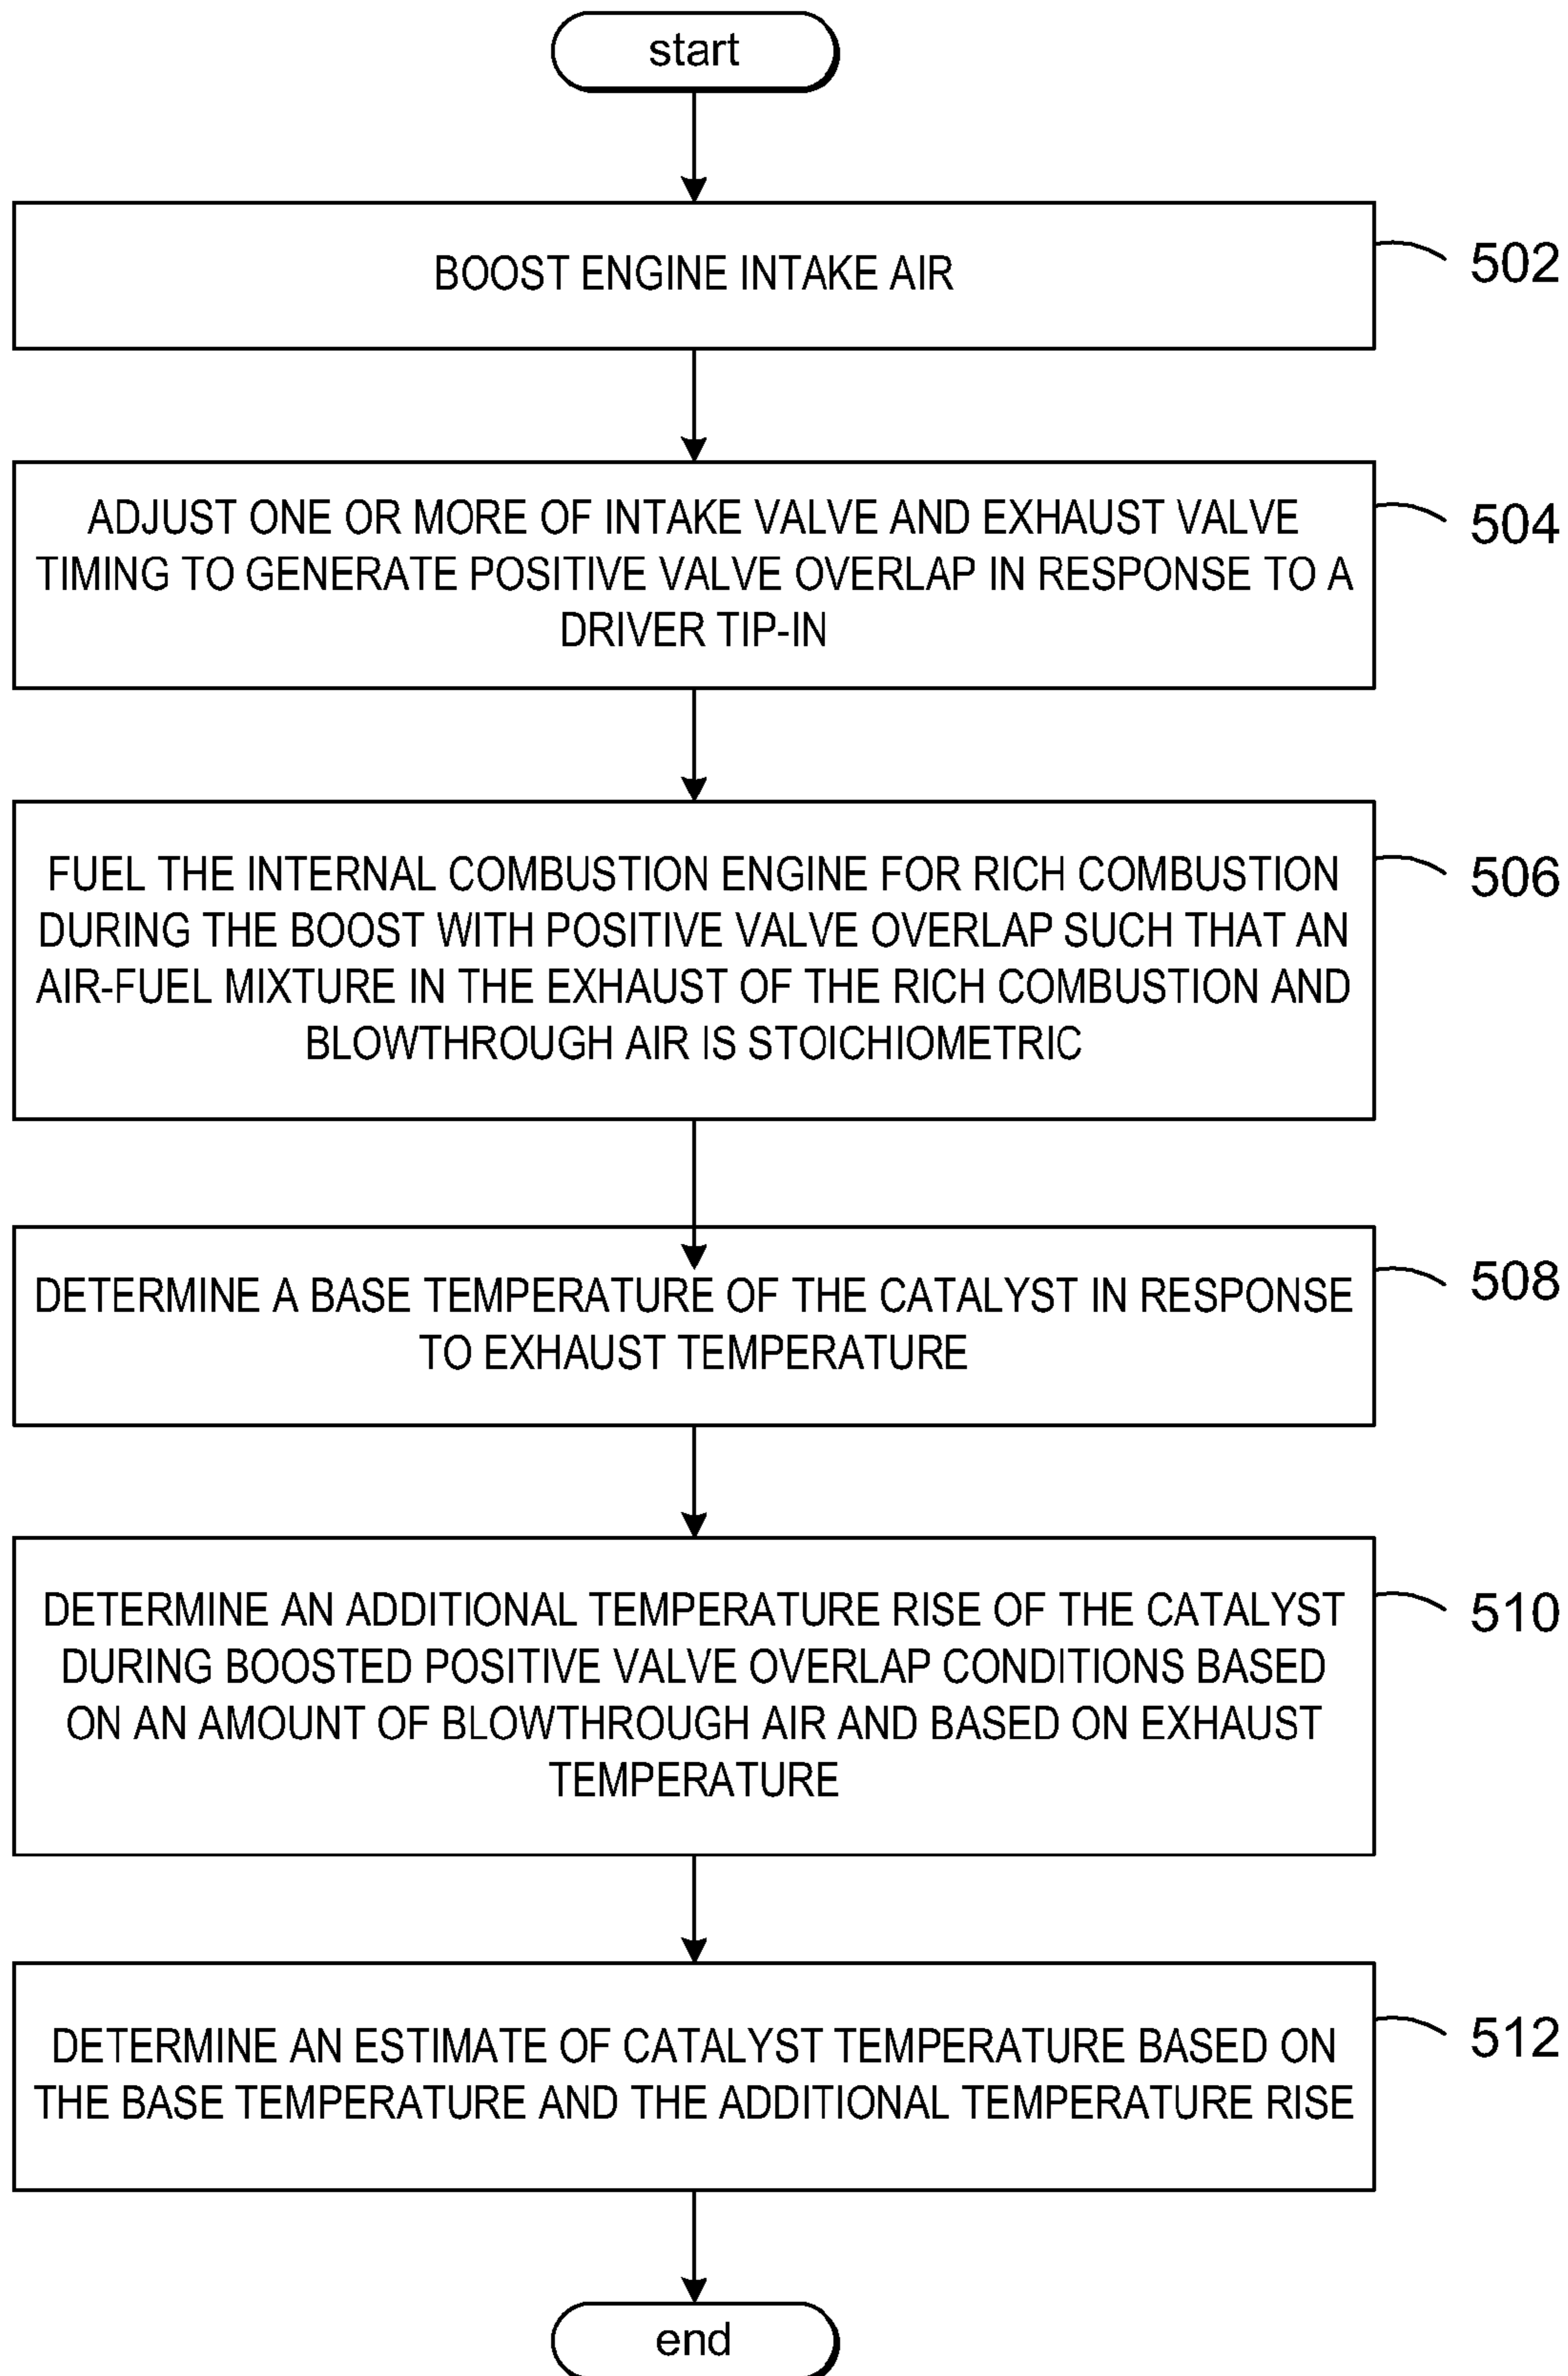 start
BOOST ENGINE INTAKE AIR
502
ADJUST ONE OR MORE OF INTAKE VALVE AND EXHAUST VALVE
TIMING TO GENERATE POSITIVE VALVE OVERLAP IN RESPONSE TO A
DRIVER TIP-IN
504
FUEL THE INTERNAL COMBUSTION ENGINE FOR RICH COMBUSTION
DURING THE BOOST WITH POSITIVE VALVE OVERLAP SUCH THAT AN
AIR-FUEL MIXTURE IN THE EXHAUST OF THE RICH COMBUSTION AND
BLOWTHROUGH AIR IS STOICHIOMETRIC
506
DETERMINE A BASE TEMPERATURE OF THE CATALYST IN RESPONSE
TO EXHAUST TEMPERATURE
508
DETERMINE AN ADDITIONAL TEMPERATURE RISE OF THE CATALYST
DURING BOOSTED POSITIVE VALVE OVERLAP CONDITIONS BASED
ON AN AMOUNT OF BLOWTHROUGH AIR AND BASED ON EXHAUST
TEMPERATURE
510
DETERMINE AN ESTIMATE OF CATALYST TEMPERATURE BASED ON
THE BASE TEMPERATURE AND THE ADDITIONAL TEMPERATURE RISE
512
end